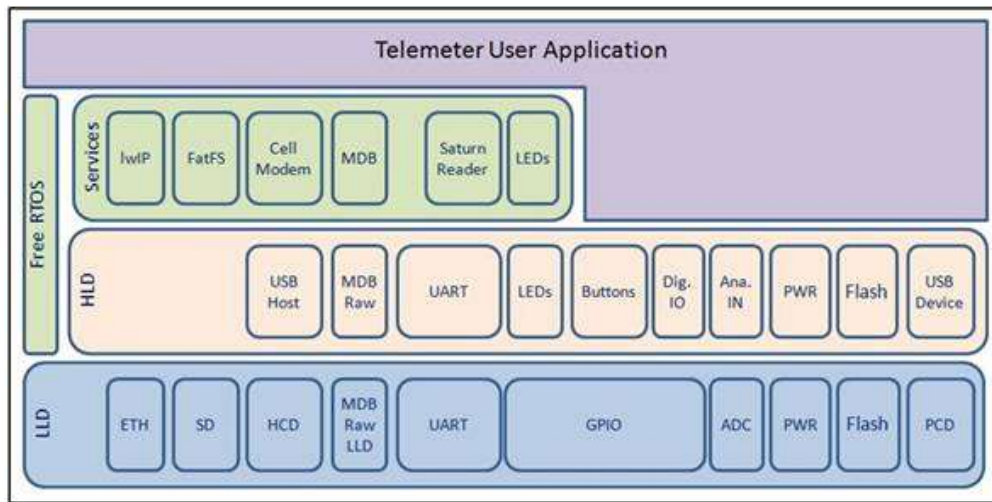 Telemeter User Application
Free RTOS
Services
lwIP
FatFS
Cell
Modem
MDB
Saturn
Reader
LEDs
HLD
USB
Host
MDB
Raw
UART
LEDs
Buttons
Dig.
IO
Ana.
IN
PWR
Flash
USB
Device
LLD
ETH
SD
HCD
MDB
Raw
LLD
UART
GPIO
ADC
PWR
Flash
PCD